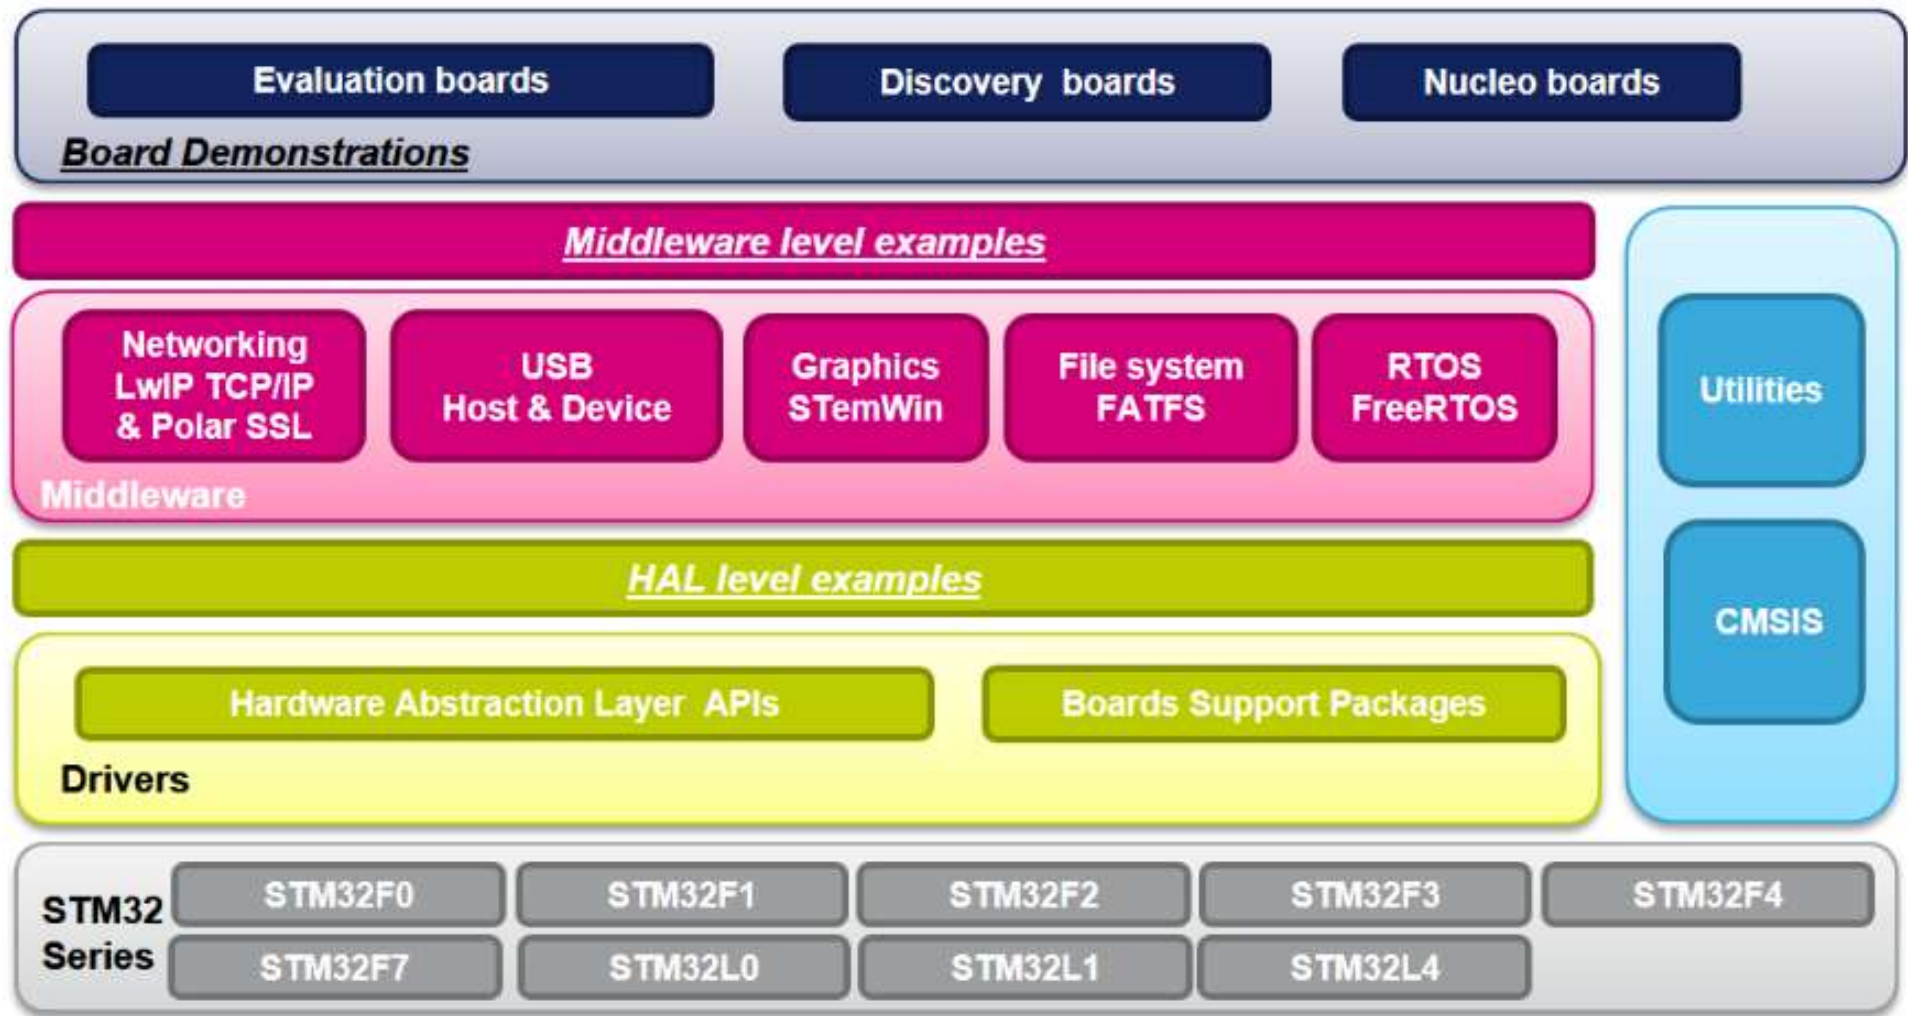 Evaluation boards
Discovery boards
Nucleo boards
Board Demonstrations
Middleware level examples
Networking
LwIP TCP/IP
& Polar SSL
USB
Host & Device
Graphics
STemWin
File system
FATFS
RTOS
FreeRTOS
Middleware
Utilities
HAL level examples
CMSIS
Hardware Abstraction Layer APIs
Boards Support Packages
Drivers
STM32
Series
STM32F0
STM32F1
STM32F2
STM32F3
STM32F4
STM32F7
STM32L0
STM32L1
STM32L4